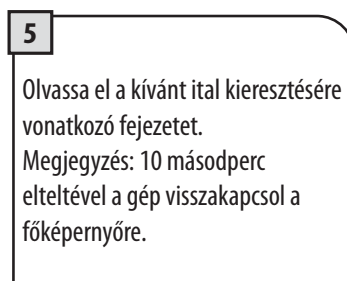 5
Olvassa el a kívánt ital kieresztésére
vonatkozó fejezetet.
Megjegyzés: 10 másodperc
elteltével a gép visszakapcsol a
főképernyőre.